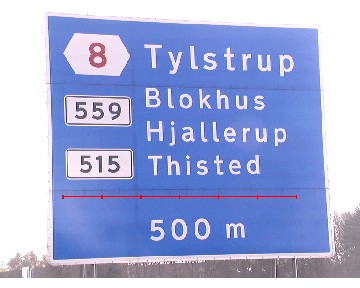 8 Tylstrup
559 Blokhus
Hjallerup
515 Thisted
500 m